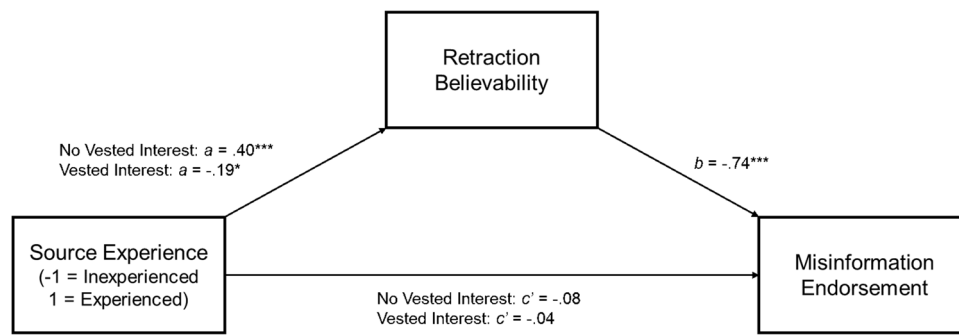 Retraction
Believability
No Vested Interest: a = .40***
Vested Interest: a = -.19*
b = -.74***
Source Experience
(-1 = Inexperienced
1 = Experienced)
Misinformation
Endorsement
No Vested Interest: c' = -.08
Vested Interest: c' = -.04